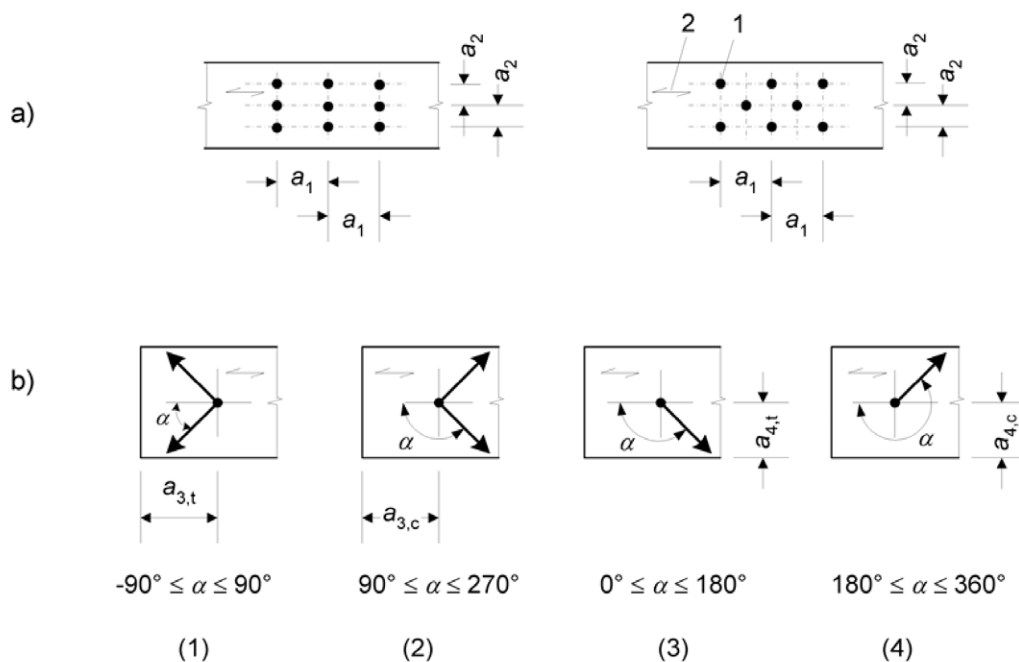 a)
a1
a1
a2
a2
2 1
a1
a1
a2
a2
b)
α
a3,t
-90° ≤ α ≤ 90°
(1)
α
a3,c
90° ≤ α ≤ 270°
(2)
α
a4,t
0° ≤ α ≤ 180°
(3)
α
a4,c
180° ≤ α ≤ 360°
(4)